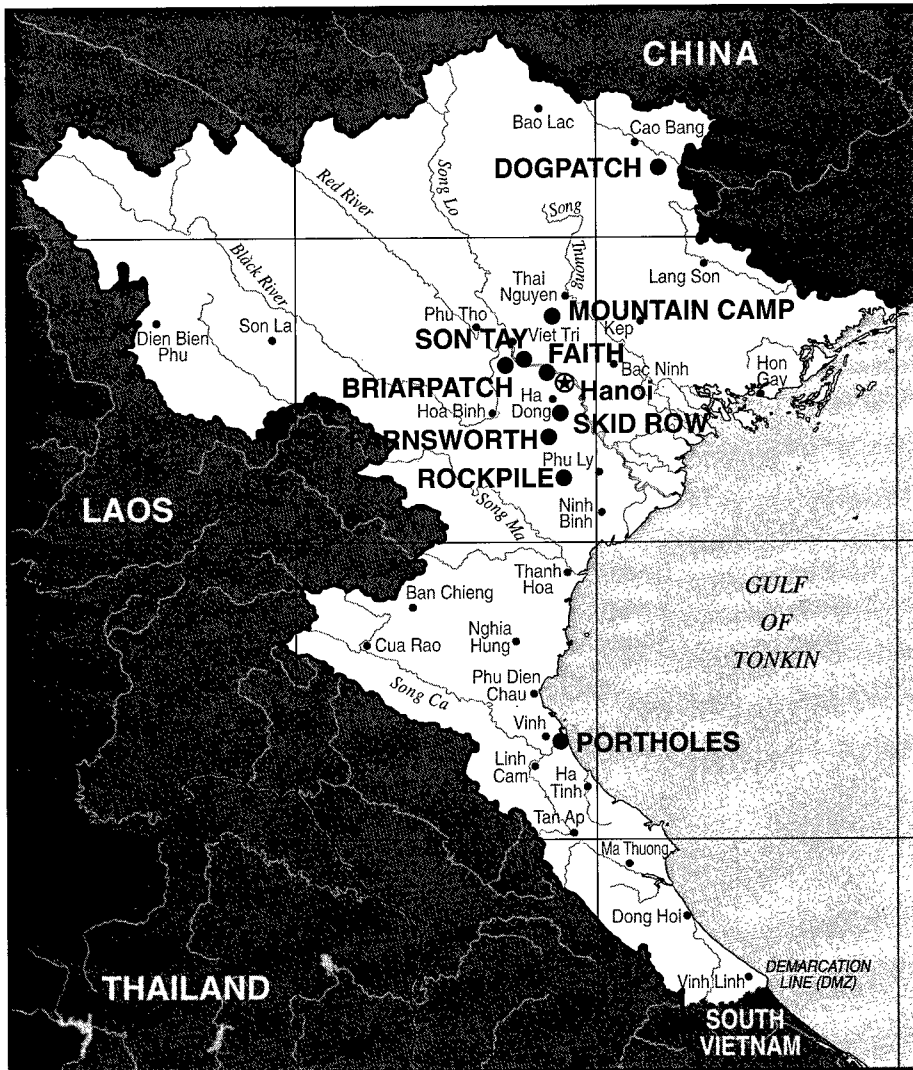 CHINA
Bao Lac
Cao Bang
DOGPATCH
Song Lo
Red River
Song
Thuong
Black River
Lang Son
Thai
Nguyen
MOUNTAIN CAMP
Phu Tho
Kep
Dien Bien
Phu
Son La
SON TAY
Viet Tri
FAITH
Bac Ninh
Hon
Gay
BRIARPATCH
Hanoi
Ha
Dong
Hoa Binh
SKID ROW
FARNSWORTH
Phu Ly
ROCKPILE
LAOS
Song Ma
Ninh
Binh
Thanh
Hoa
GULF
OF
TONKIN
Ban Chieng
Nghia
Hung
Cua Rao
Song Ca
Phu Dien
Chau
Vinh
PORTHOLES
Linh
Cam
Ha
Tinh
Tan Ap
Ma Thuong
Dong Hoi
THAILAND
Vinh Linh
DEMARCATION
LINE (DMZ)
SOUTH
VIETNAM